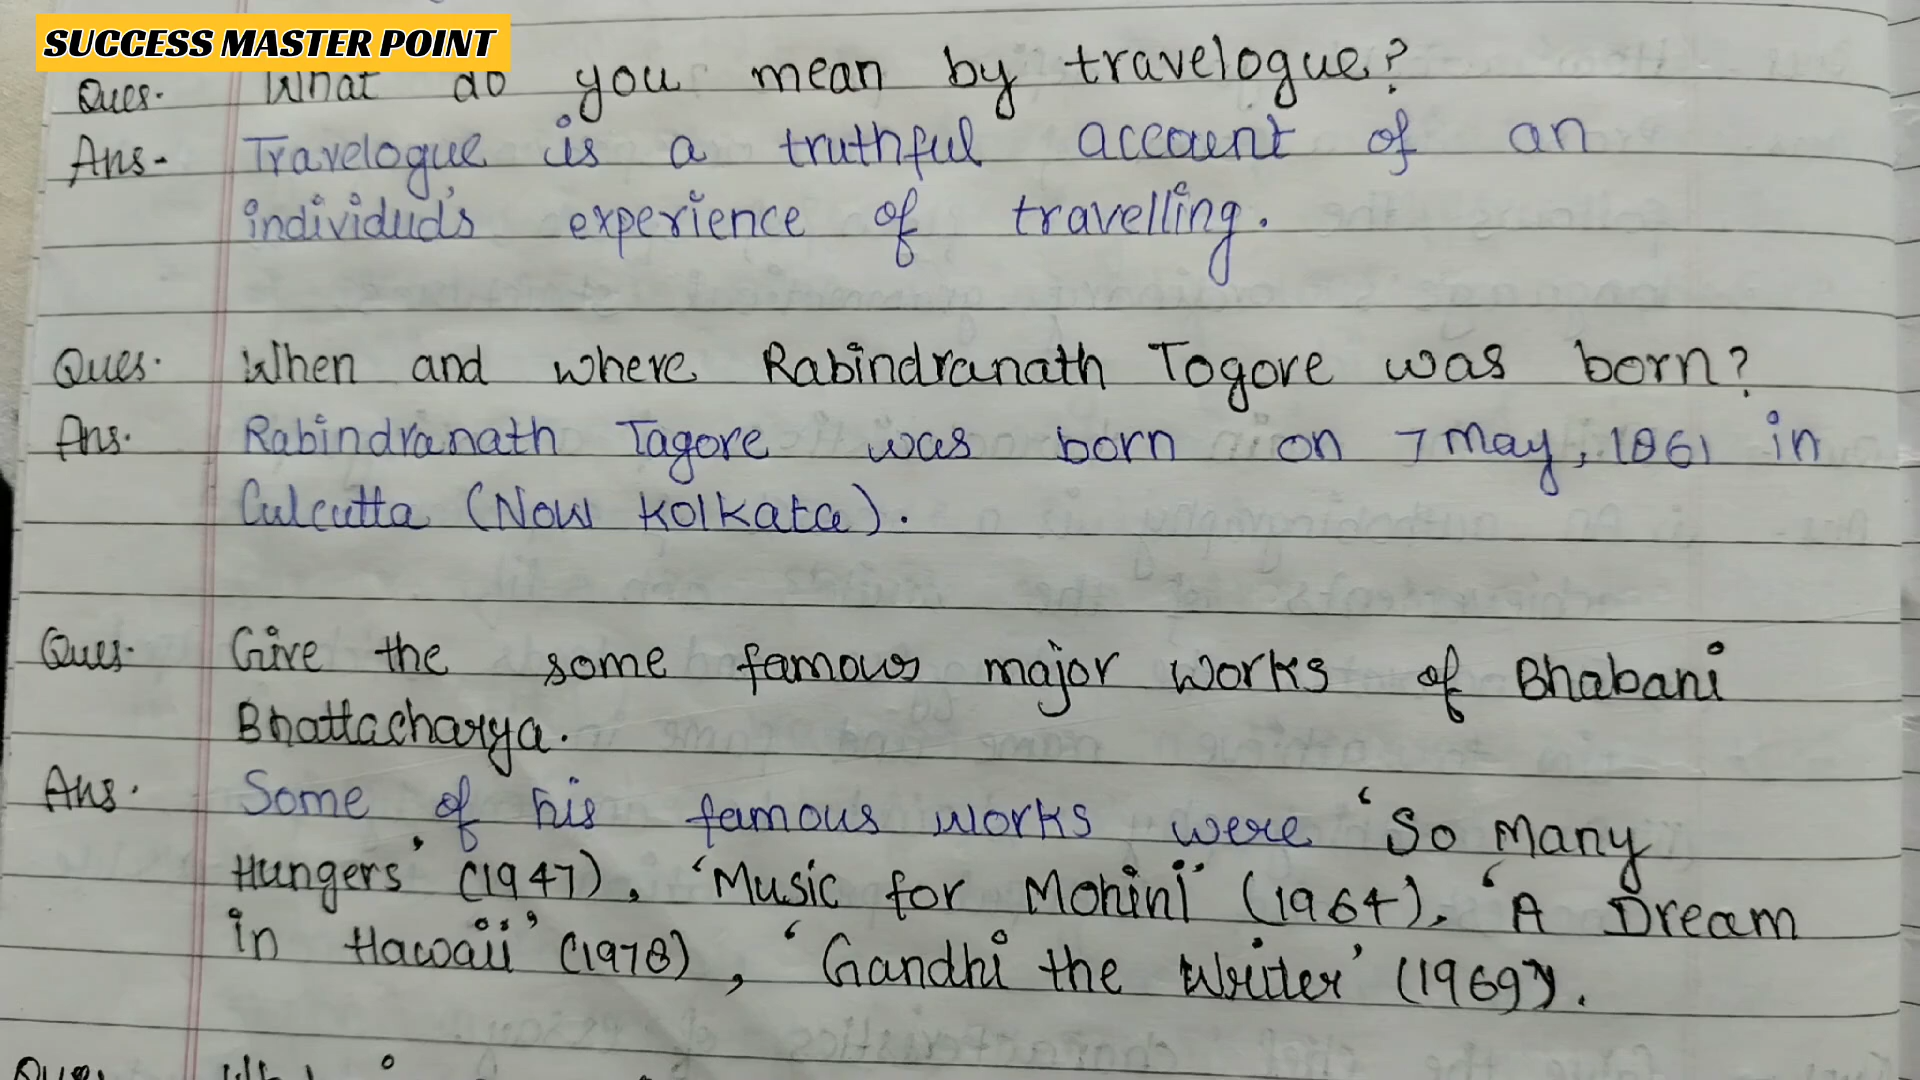 SUCCESS MASTER POINT
Ques. What do you mean by travelogue?
Ans- Travelogue is a truthful account of an
individud's experience of travelling.
Ques. When and where Rabindranath Togore was born?
Ans. Rabindranath Tagore was born on 7 May, 1861 in
Culcutta (Now Kolkata).
Ques. Give the some famous major works of Bhabani
Bhattacharya.
Ans. Some of his famous works were 'So Many
Hungers' (1947), 'Music for Mohini' (1964), 'A Dream
in Hawaii' (1978), 'Gandhi the Writer' (1969).
Ques.